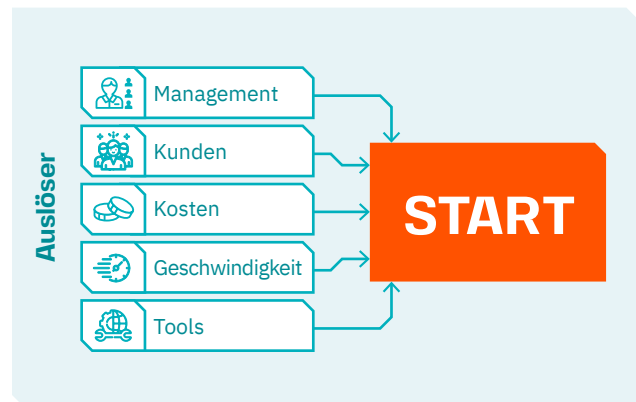 Auslöser
Management
Kunden
Kosten
Geschwindigkeit
Tools
START